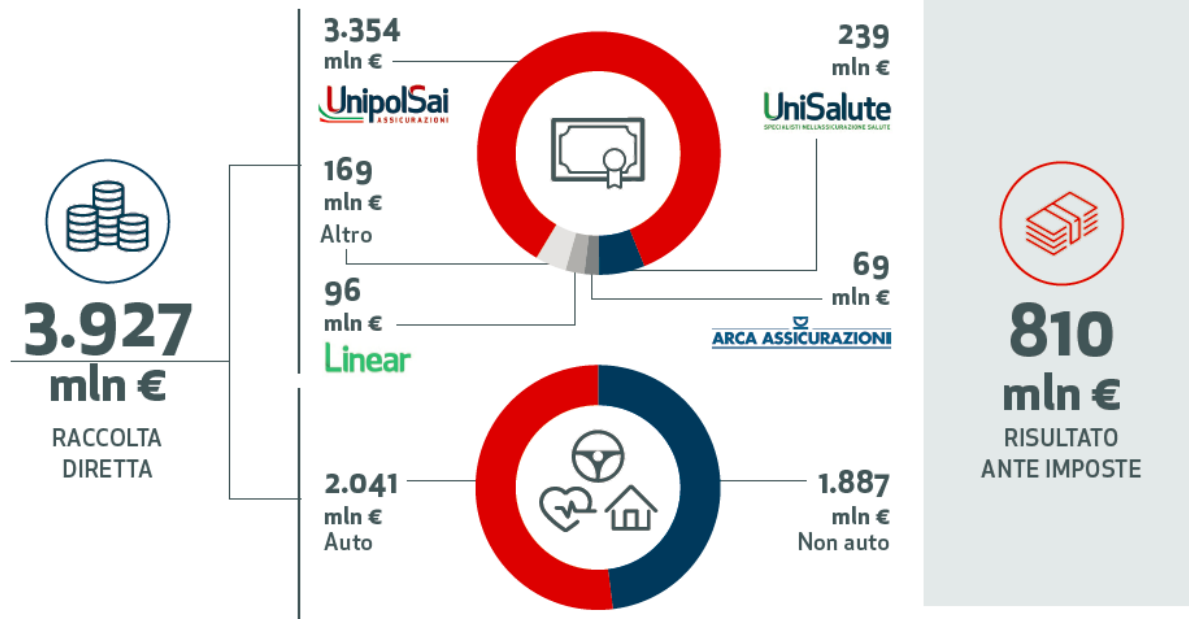 3.927
mln €
RACCOLTA
DIRETTA
3.354
mln €
UnipolSai
ASSICURAZIONI
169
mln €
Altro
96
mln €
Linear
239
mln €
UniSalute
SPECIALISTI NELL'ASSICURAZIONE SALUTE
69
mln €
ARCA ASSICURAZIONI
2.041
mln €
Auto
1.887
mln €
Non auto
810
mln €
RISULTATO
ANTE IMPOSTE